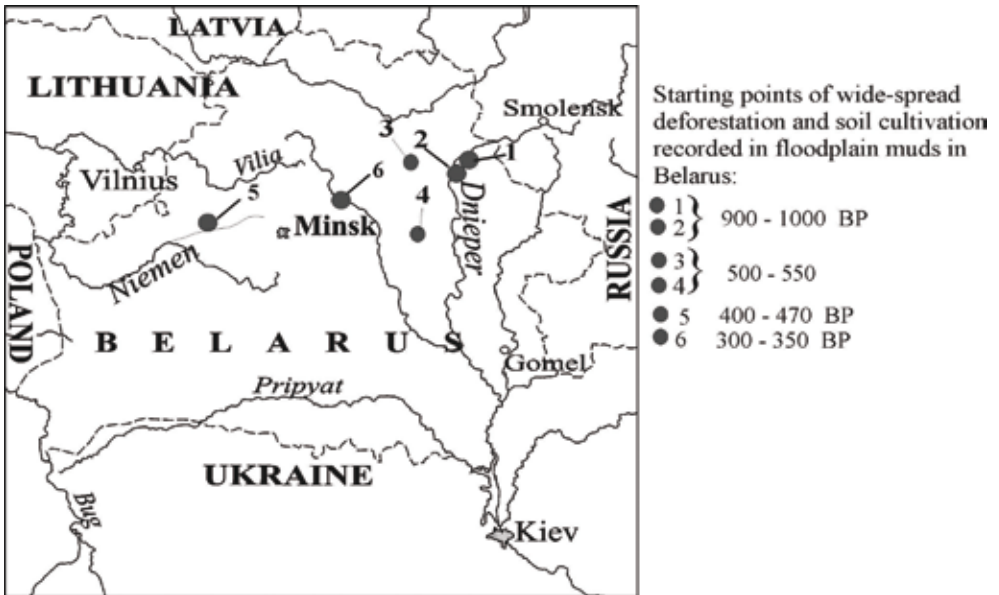 LATVIA
LITHUANIA
Smolensk
3
2
1
Vilia
Vilnius
6
5
4
Dnieper
Minsk
RUSSIA
Niemen
POLAND
B E L A R U S
Gomel
Pripyat
UKRAINE
Bug
Kiev
Starting points of wide-spread
deforestation and soil cultivation
recorded in floodplain muds in
Belarus:
1
2 } 900 - 1000 BP
3
4 } 500 - 550
5 400 - 470 BP
6 300 - 350 BP